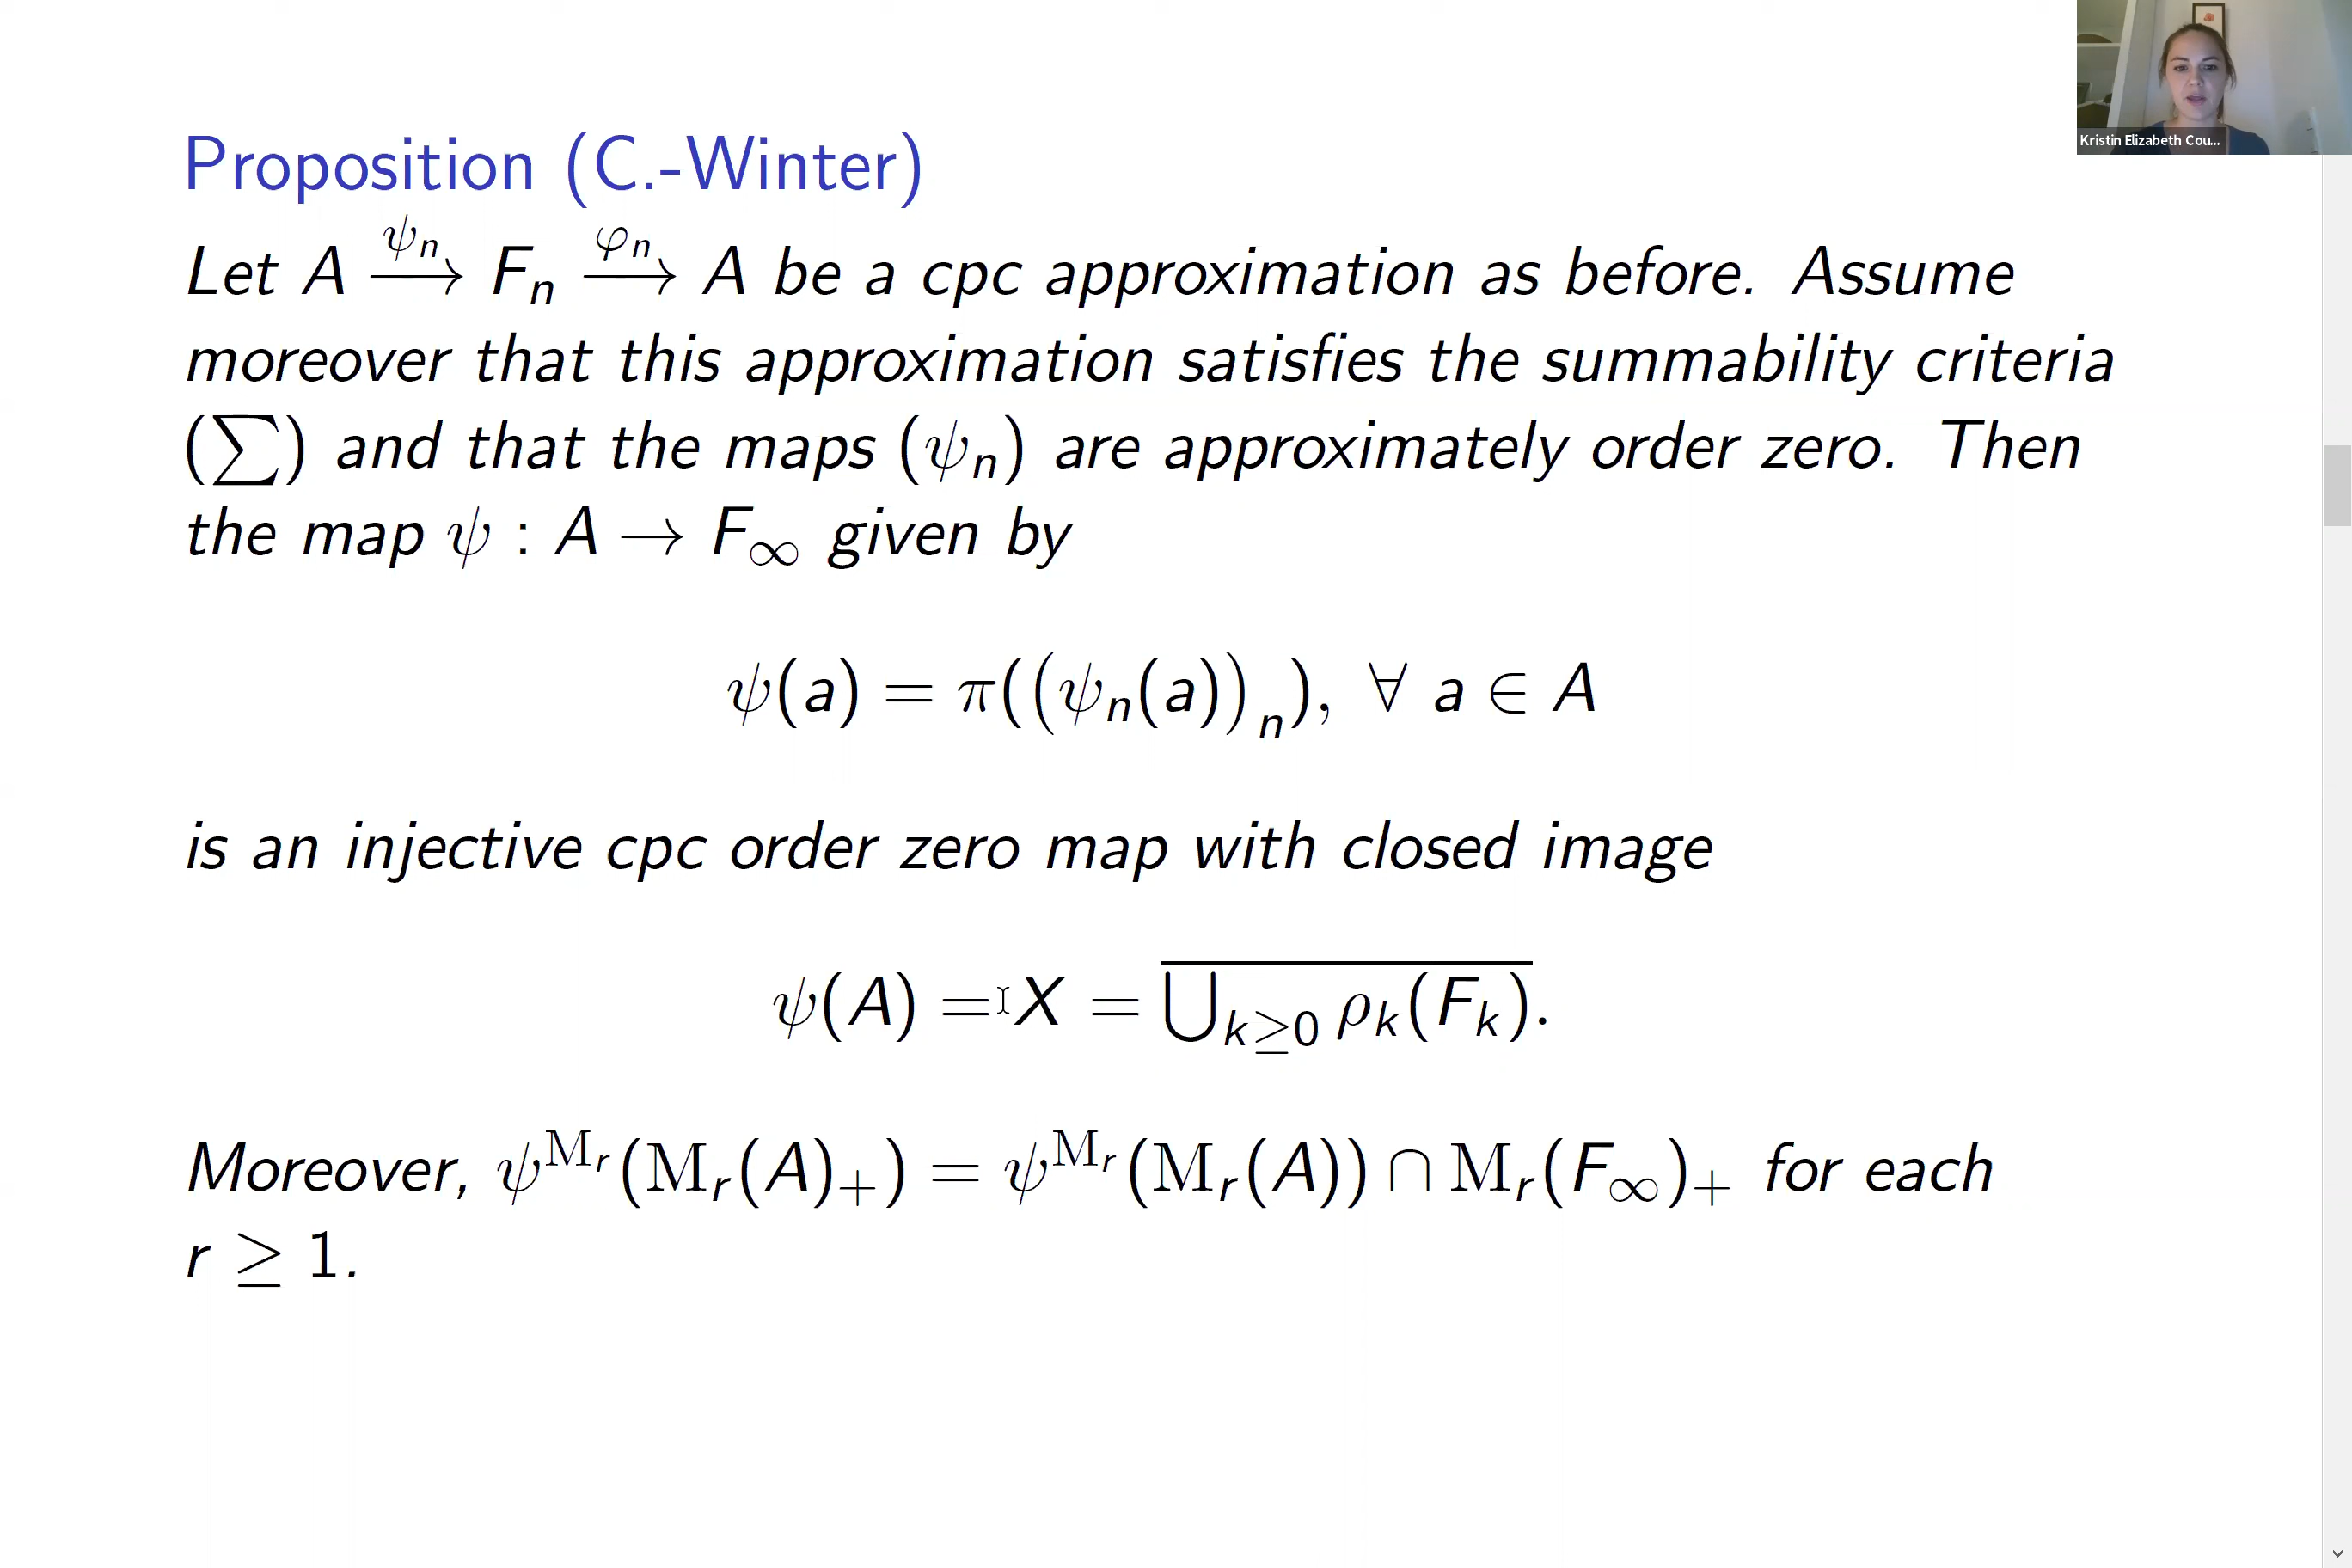 Kristin Elizabeth Cou...
Proposition (C.-Winter)
Let A \xrightarrow{ψ_n} F_n \xrightarrow{φ_n} A be a cpc approximation as before. Assume
moreover that this approximation satisfies the summability criteria
(∑) and that the maps (ψ_n) are approximately order zero. Then
the map ψ : A → F_∞ given by
ψ(a) = π((ψ_n(a))_n), ∀ a ∈ A
is an injective cpc order zero map with closed image
ψ(A) = X = \overline{⋃_{k≥0} ρ_k(F_k)}.
Moreover, ψ^{M_r}(M_r(A)_+) = ψ^{M_r}(M_r(A)) ∩ M_r(F_∞)_+ for each
r ≥ 1.